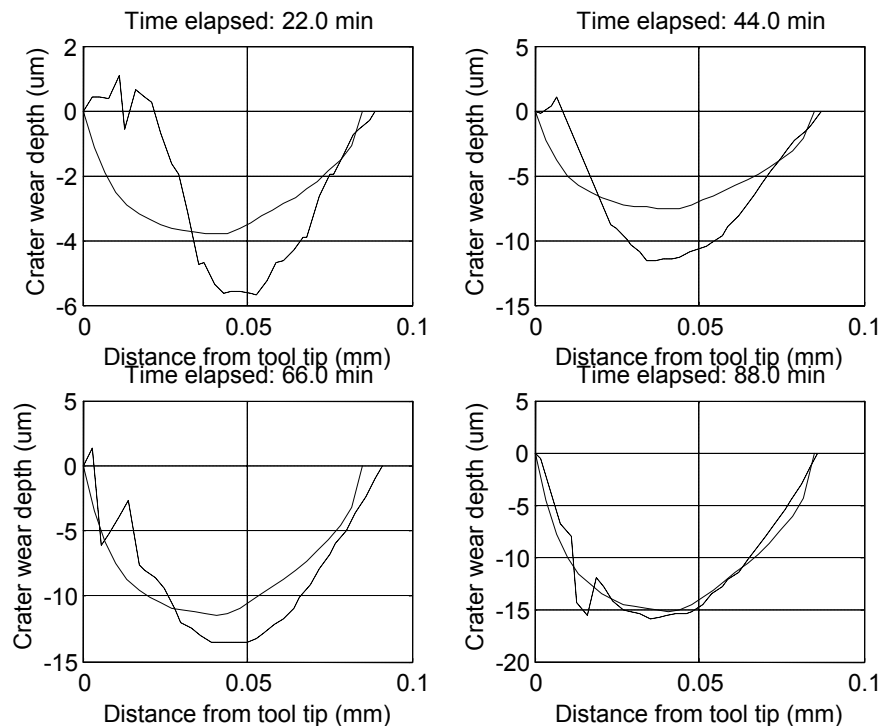 Time elapsed: 22.0 min
2
0
-2
-4
-6
Crater wear depth (um)
0
0.05
0.1
Distance from tool tip (mm)
Time elapsed: 44.0 min
5
0
-5
-10
-15
Crater wear depth (um)
0
0.05
0.1
Distance from tool tip (mm)
Time elapsed: 66.0 min
5
0
-5
-10
-15
Crater wear depth (um)
0
0.05
0.1
Distance from tool tip (mm)
Time elapsed: 88.0 min
5
0
-5
-10
-15
-20
Crater wear depth (um)
0
0.05
0.1
Distance from tool tip (mm)